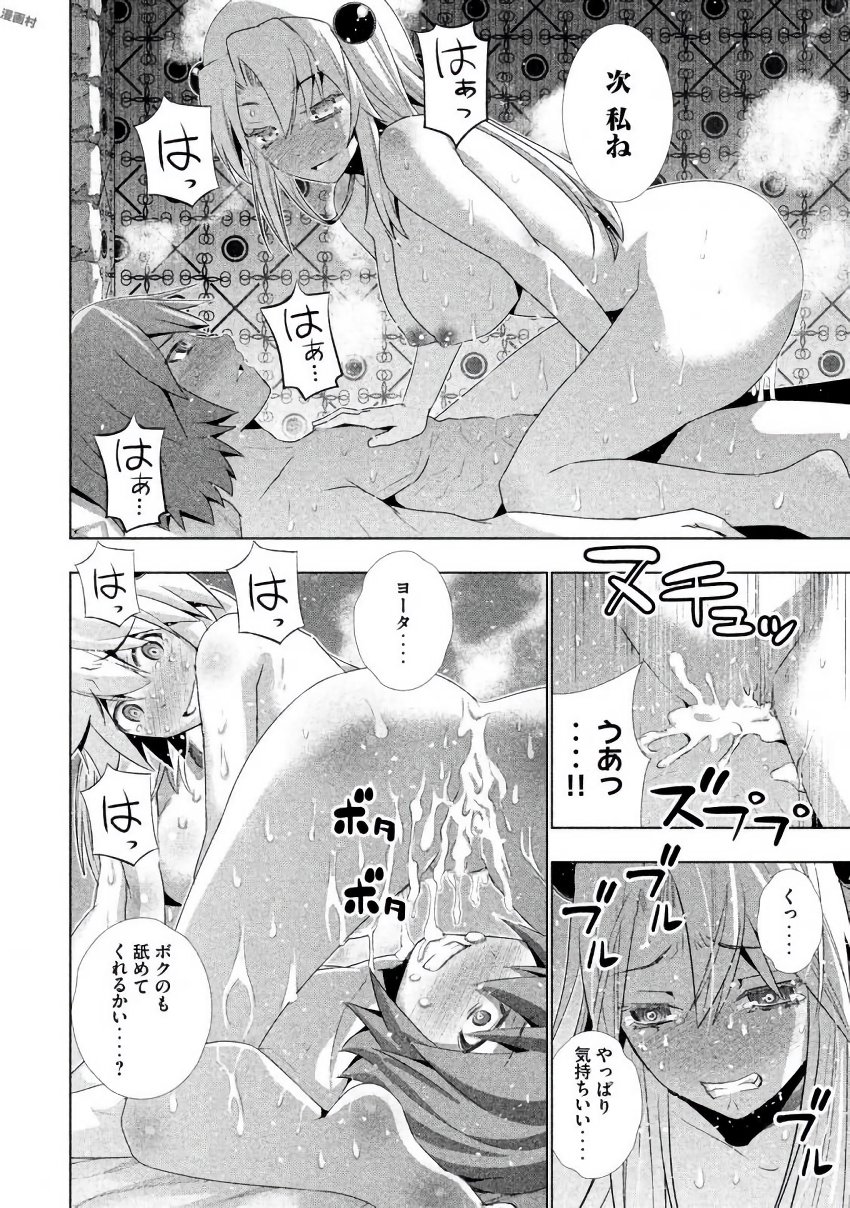 漫画村
次 私ね
はぁっ
はっ
はぁ…
はぁ…
ヌチュッ
うあっ
‥‥!!
ズププ
くっ‥‥
ブル
ブル
ブル
やっぱり
気持ちいい
‥‥
ヨータ
‥‥
はっ
はっ
はっ
ボタ
ボタ
ボクのも
舐めて
くれるかい
‥‥?